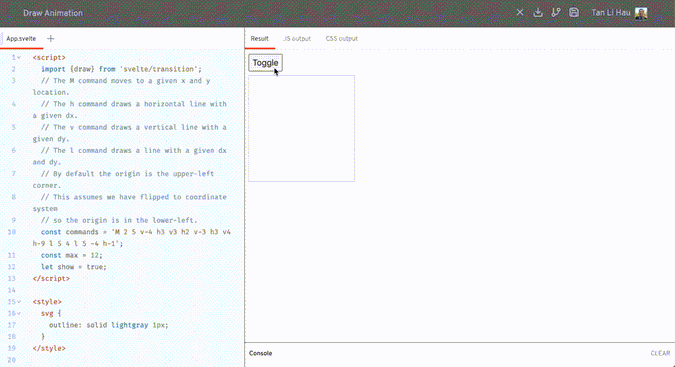 Draw Animation
Tan Li Hau
App.svelte
Result
JS output
CSS output
Toggle
1 <script>
2 import {draw} from 'svelte/transition';
3 // The M command moves to a given x and y
location.
4 // The h command draws a horizontal line with
a given dx.
5 // The v command draws a vertical line with a
given dy.
6 // The l command draws a line with a given dx
and dy.
7 // By default the origin is the upper-left
corner.
8 // This assumes we have flipped to coordinate
system
9 // so the origin is in the lower-left.
10 const commands = 'M 2 5 v-4 h3 v3 h2 v-3 h3 v4
h-9 l 5 4 l 5 -4 h-1';
11 const max = 12;
12 let show = true;
13 </script>
14
15 <style>
16 svg {
17 outline: solid lightgray 1px;
18 }
19 </style>
20
Console
CLEAR